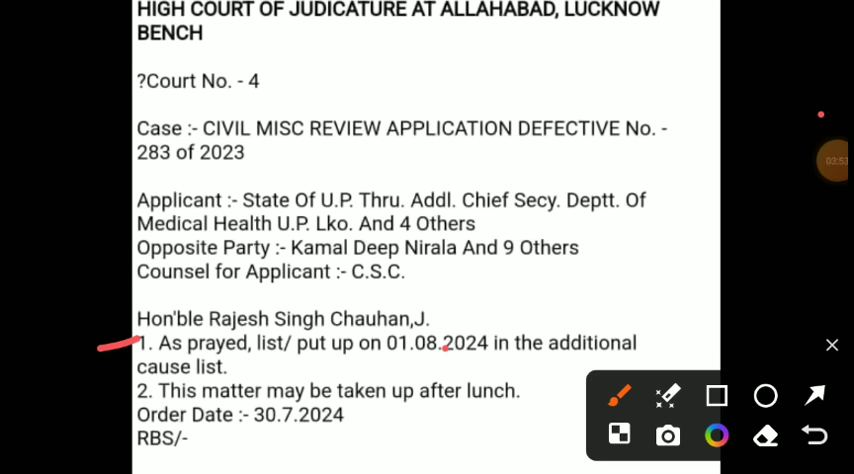 HIGH COURT OF JUDICATURE AT ALLAHABAD, LUCKNOW
BENCH
?Court No. - 4
Case :- CIVIL MISC REVIEW APPLICATION DEFECTIVE No. -
283 of 2023
Applicant :- State Of U.P. Thru. Addl. Chief Secy. Deptt. Of
Medical Health U.P. Lko. And 4 Others
Opposite Party :- Kamal Deep Nirala And 9 Others
Counsel for Applicant :- C.S.C.
Hon'ble Rajesh Singh Chauhan,J.
1. As prayed, list/ put up on 01.08.2024 in the additional
cause list.
2. This matter may be taken up after lunch.
Order Date :- 30.7.2024
RBS/-
03:53